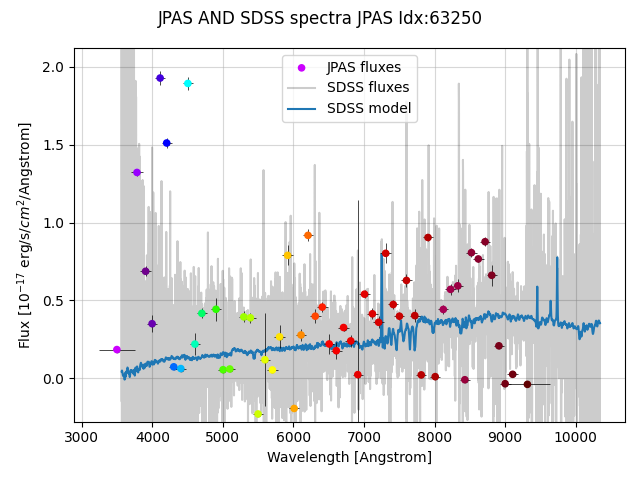 JPAS AND SDSS spectra JPAS Idx:63250
JPAS fluxes
SDSS fluxes
SDSS model
2.0
1.5
1.0
0.5
0.0
Flux [10^{-17} erg/s/cm^2/Angstrom]
3000 4000 5000 6000 7000 8000 9000 10000
Wavelength [Angstrom]